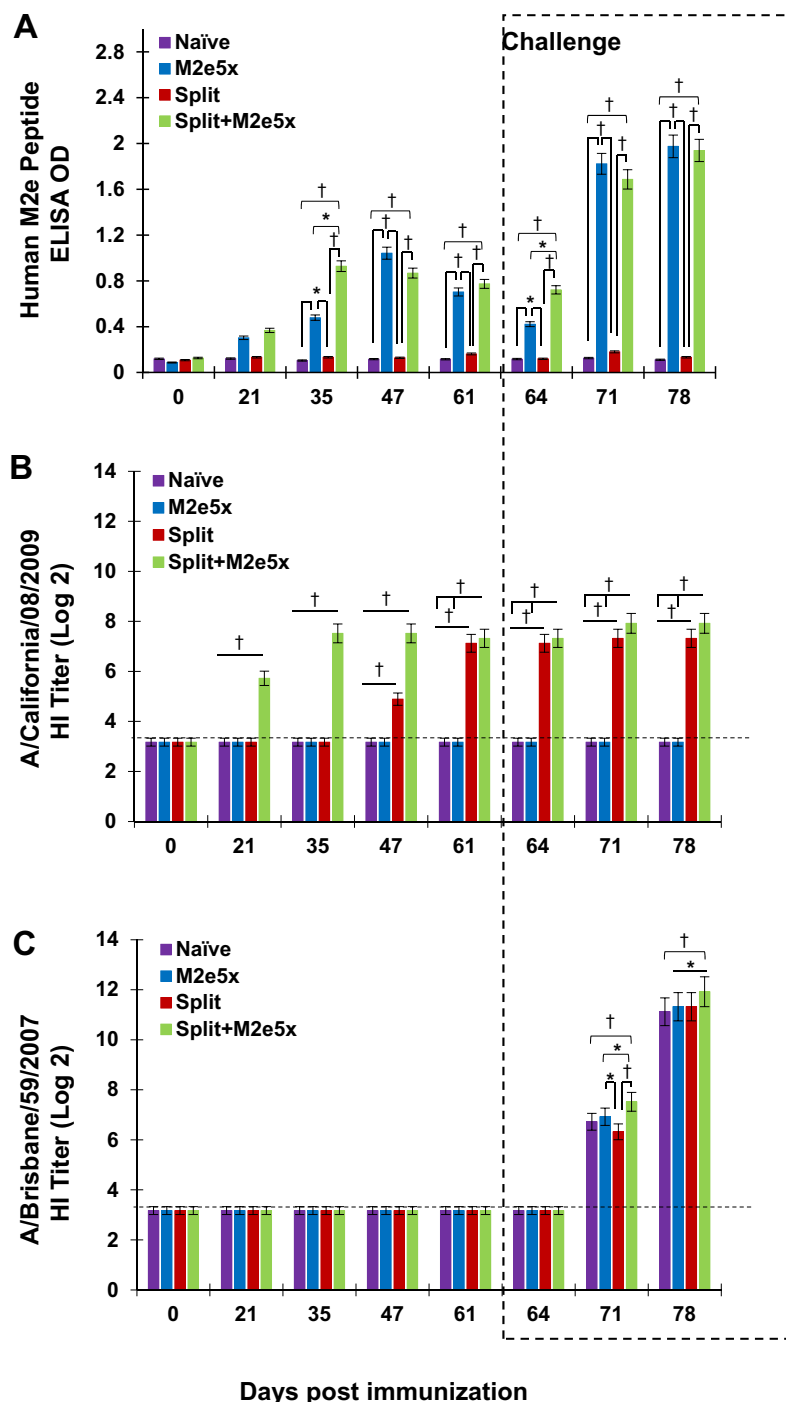 A
Challenge
Naïve
M2e5x
Split
Split+M2e5x
Human M2e Peptide
ELISA OD
2.8
2.4
2
1.6
1.2
0.8
0.4
0
† * † † † † † † † * † * † † † † † † †
0 21 35 47 61 64 71 78
B
Naïve
M2e5x
Split
Split+M2e5x
A/California/08/2009
HI Titer (Log 2)
14
12
10
8
6
4
2
0
† † † † † † † † † † † †
0 21 35 47 61 64 71 78
C
Naïve
M2e5x
Split
Split+M2e5x
A/Brisbane/59/2007
HI Titer (Log 2)
14
12
10
8
6
4
2
0
† * * † † *
0 21 35 47 61 64 71 78
Days post immunization